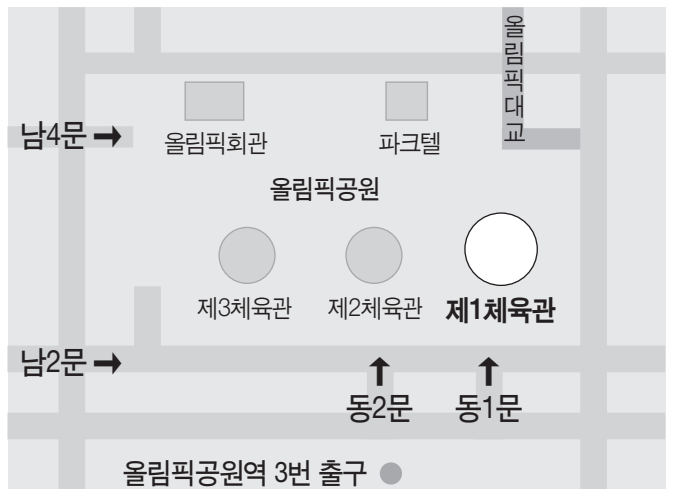 올림픽대교
남4문
올림픽회관
파크텔
올림픽공원
제3체육관
제2체육관
제1체육관
남2문
동2문
동1문
올림픽공원역 3번 출구